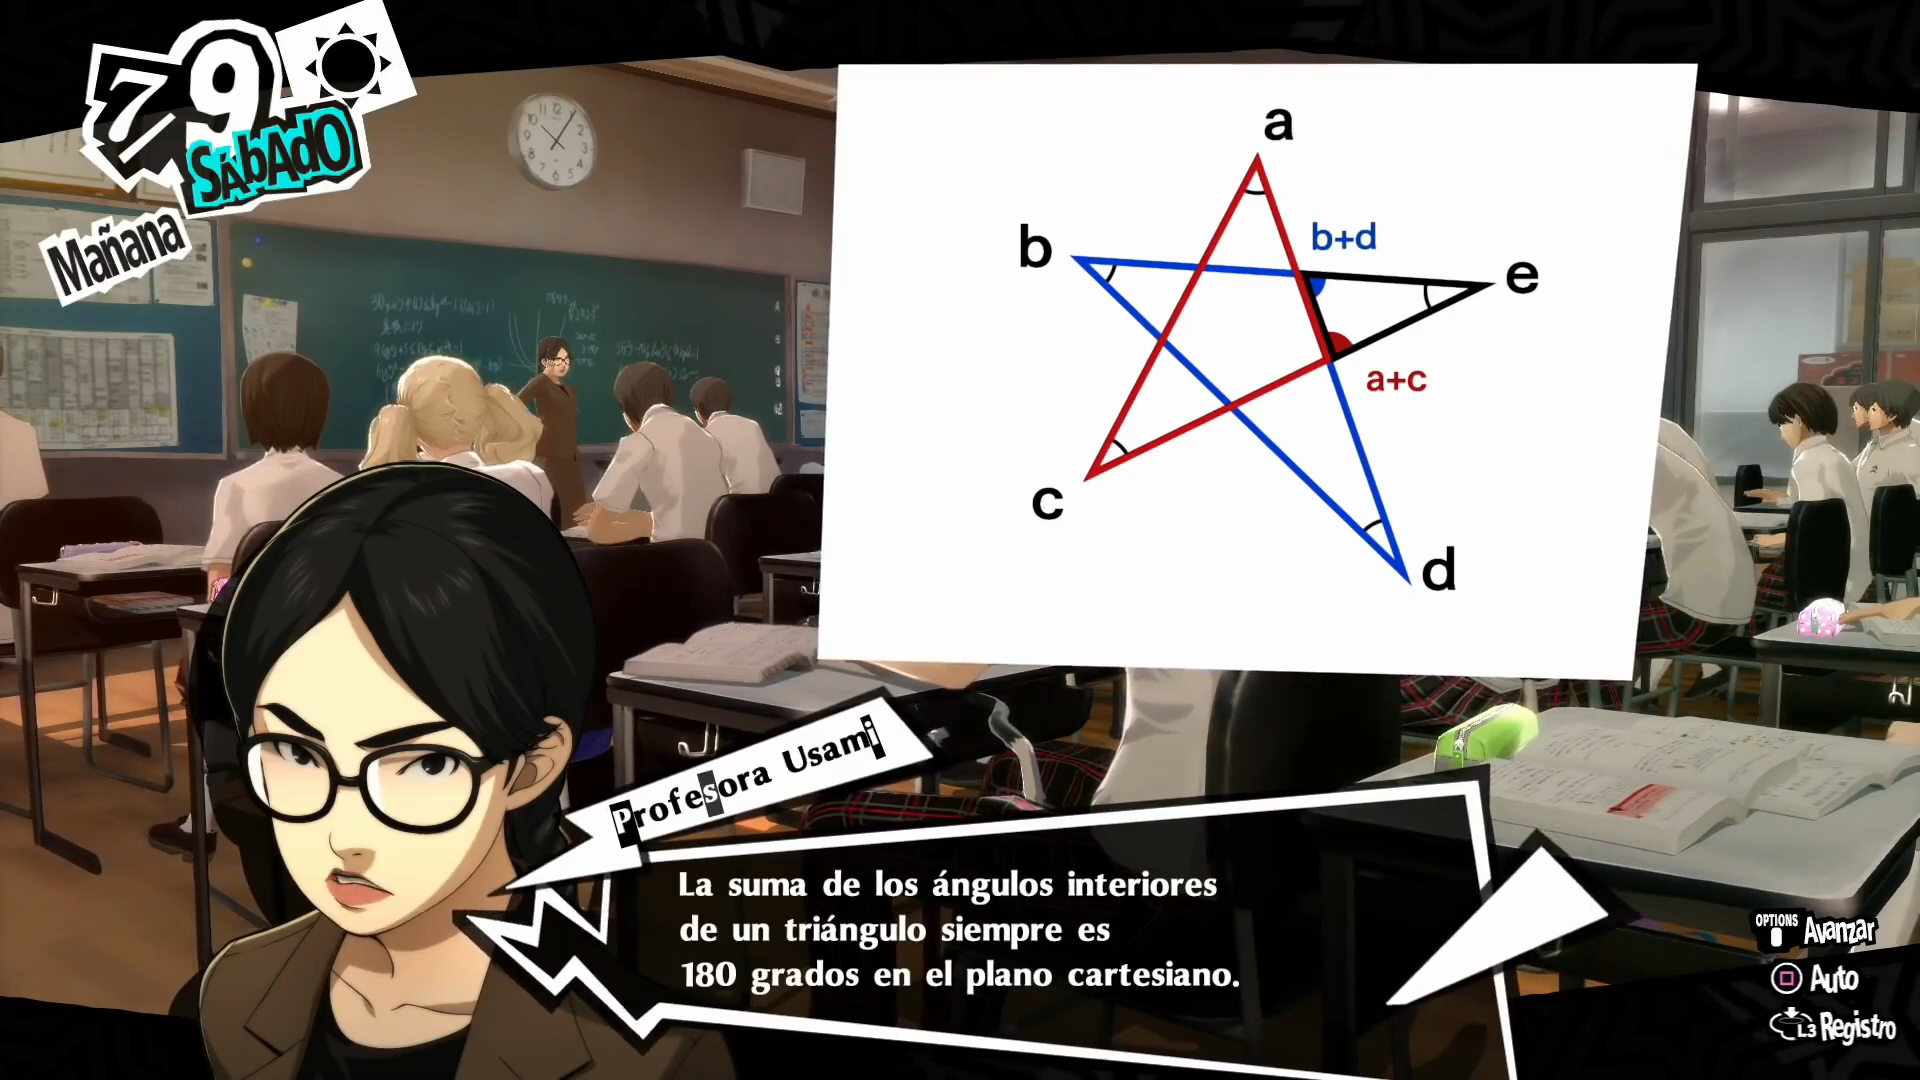 7 9
SÁbAdO
Mañana
a
b
b+d
e
a+c
c
d
Profesora Usami
La suma de los ángulos interiores
de un triángulo siempre es
180 grados en el plano cartesiano.
OPTIONS Avanzar
Auto
L3 Registro